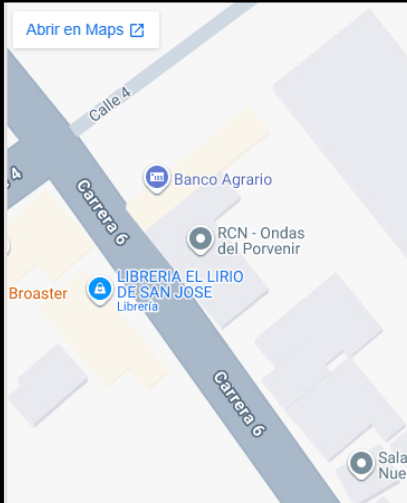 Abrir en Maps
Calle 4
4
Banco Agrario
Carrera 6
RCN - Ondas
del Porvenir
LIBRERIA EL LIRIO
DE SAN JOSE
Librería
Broaster
Carrera 6
Sala
Nue